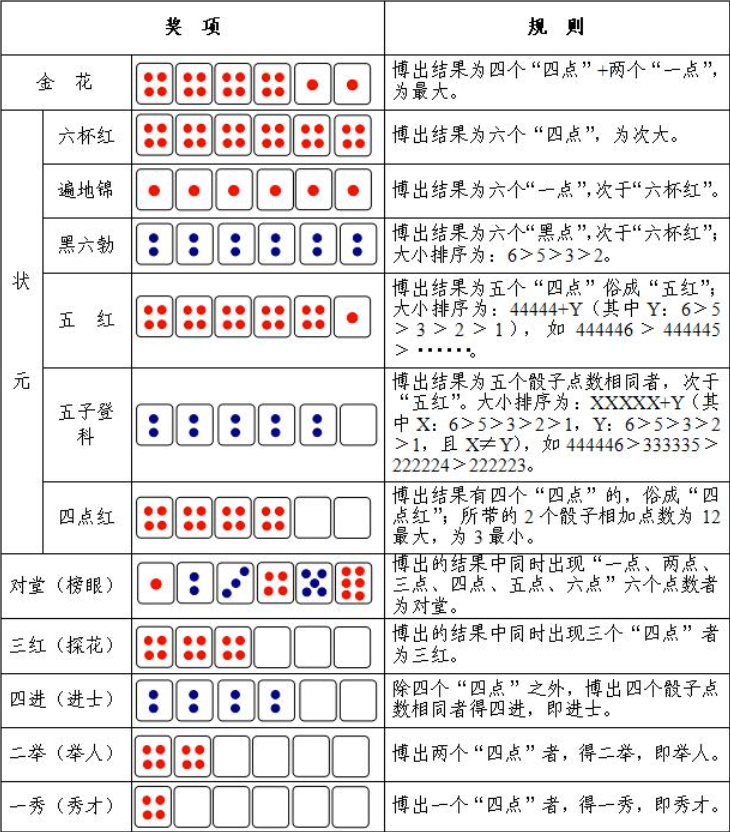 奖 项
规 则
金 花
博出结果为四个“四点”+两个“一点”,
为最大。
状
元
六杯红
博出结果为六个“四点”,为次大。
遍地锦
博出结果为六个“一点”,次于“六杯红”。
黑六勃
博出结果为六个“黑点”,次于“六杯红”;
大小排序为:6>5>3>2。
五 红
博出结果为五个“四点”俗成“五红”;
大小排序为:44444+Y(其中Y:6>5
>3>2>1),如 444446>444445
>······。
五子登
科
博出结果为五个骰子点数相同者,次于
“五红”。大小排序为:XXXXX+Y(其
中X:6>5>3>2>1,Y:6>5>3>2
>1,且X≠Y),如444446>333335>
222224>222223。
四点红
博出结果有四个“四点”的,俗成“四
点红”;所带的2个骰子相加点数为12
最大,为3最小。
对堂(榜眼)
博出的结果中同时出现“一点、两点、
三点、四点、五点、六点”六个点数者
为对堂。
三红(探花)
博出的结果中同时出现三个“四点”者
为三红。
四进(进士)
除四个“四点”之外,博出四个骰子点
数相同者得四进,即进士。
二举(举人)
博出两个“四点”者,得二举,即举人。
一秀(秀才)
博出一个“四点”者,得一秀,即秀才。